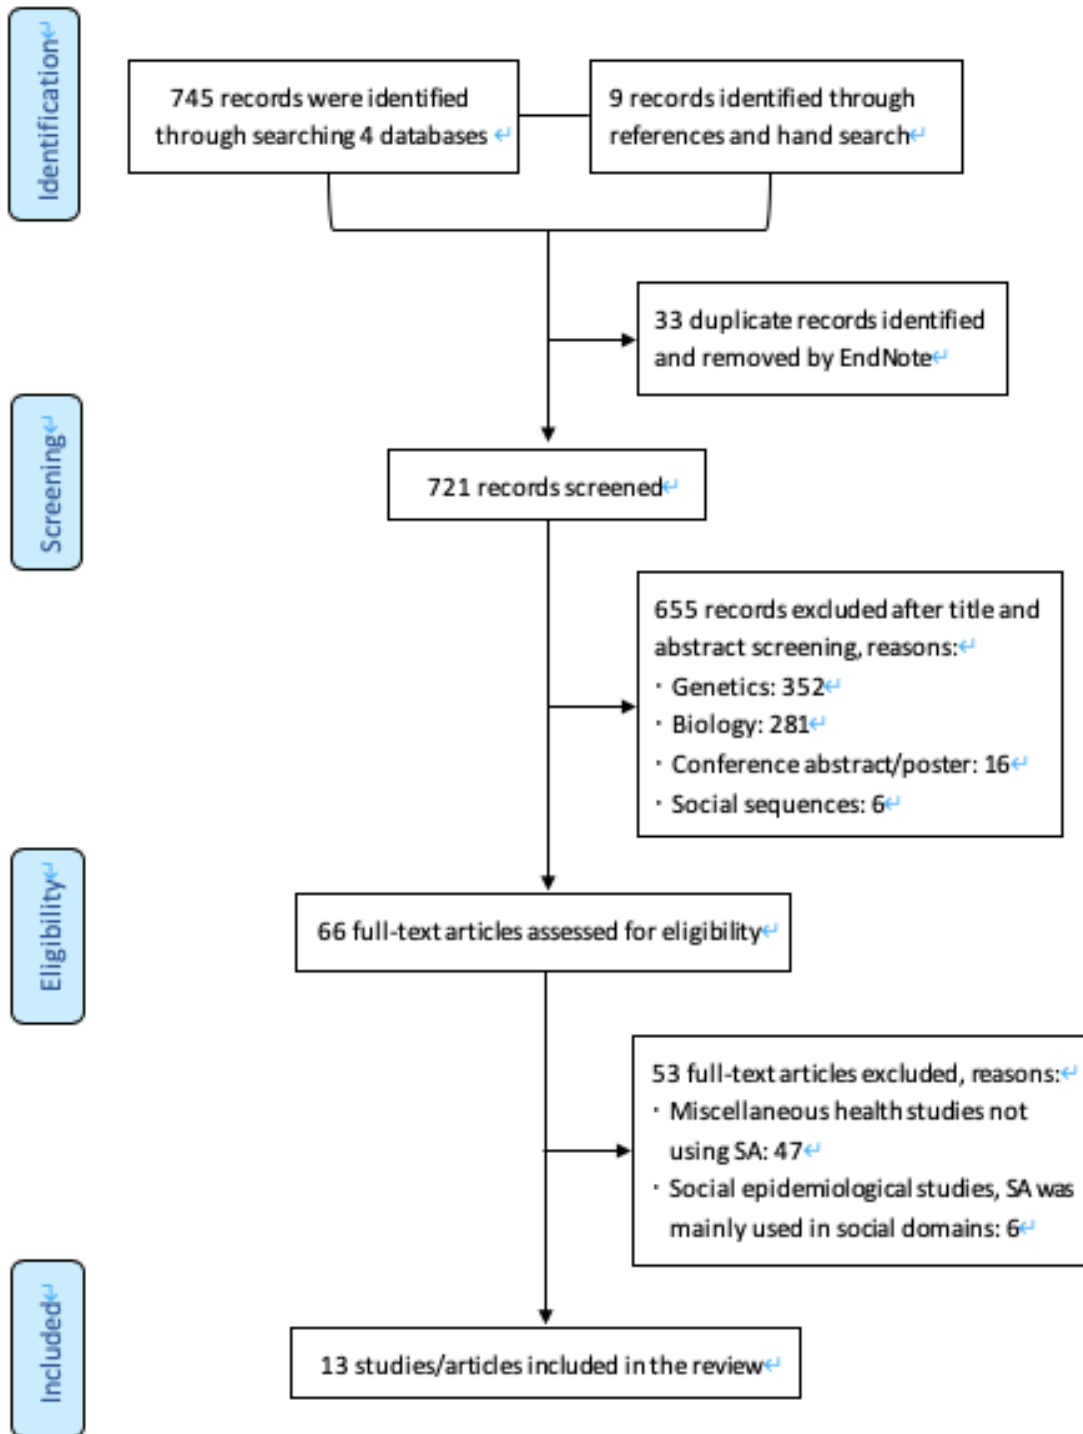 Identification↵
745 records were identified
through searching 4 databases ↵
9 records identified through
references and hand search↵
33 duplicate records identified
and removed by EndNote↵
Screening↵
721 records screened↵
655 records excluded after title and
abstract screening, reasons:↵
· Genetics: 352↵
· Biology: 281↵
· Conference abstract/poster: 16↵
· Social sequences: 6↵
Eligibility↵
66 full-text articles assessed for eligibility↵
53 full-text articles excluded, reasons:↵
· Miscellaneous health studies not
using SA: 47↵
· Social epidemiological studies, SA was
mainly used in social domains: 6↵
Included↵
13 studies/articles included in the review↵